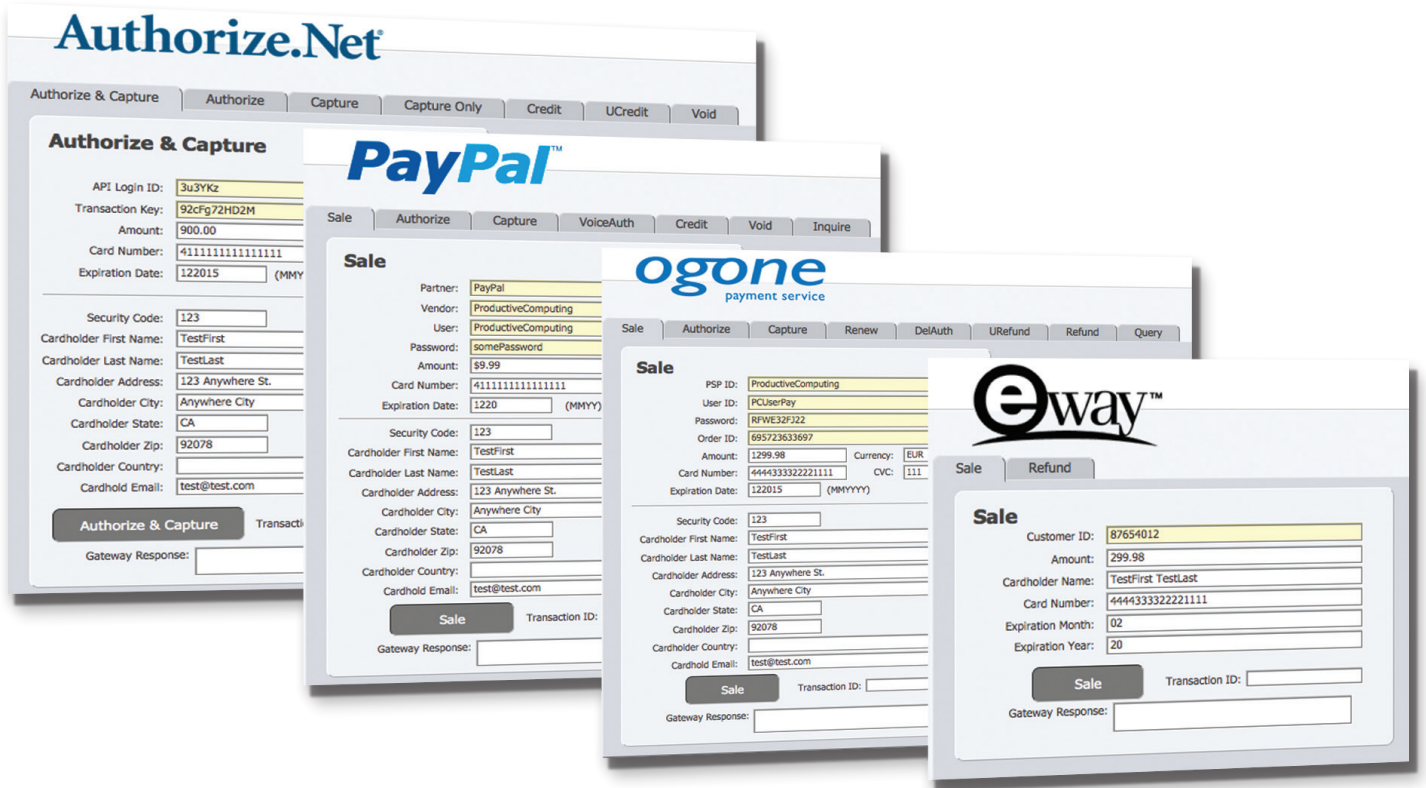 Authorize.Net
Authorize & Capture Authorize Capture Capture Only Credit UCredit Void
Authorize & Capture
API Login ID: 3u3YKz
Transaction Key: 92cFg72HD2M
Amount: 900.00
Card Number: 4111111111111111
Expiration Date: 122015 (MMY
Security Code: 123
Cardholder First Name: TestFirst
Cardholder Last Name: TestLast
Cardholder Address: 123 Anywhere St.
Cardholder City: Anywhere City
Cardholder State: CA
Cardholder Zip: 92078
Cardholder Country:
Cardhold Email: test@test.com
Authorize & Capture Transacti
Gateway Response:
PayPal™
Sale Authorize Capture VoiceAuth Credit Void Inquire
Sale
Partner: PayPal
Vendor: ProductiveComputing
User: ProductiveComputing
Password: somePassword
Amount: $9.99
Card Number: 4111111111111111
Expiration Date: 1220 (MMYY)
Security Code: 123
Cardholder First Name: TestFirst
Cardholder Last Name: TestLast
Cardholder Address: 123 Anywhere St.
Cardholder City: Anywhere City
Cardholder State: CA
Cardholder Zip: 92078
Cardholder Country:
Cardhold Email: test@test.com
Sale Transaction ID:
Gateway Response:
ogone
payment service
Sale Authorize Capture Renew DelAuth URefund Refund Query
Sale
PSP ID: ProductiveComputing
User ID: PCUserPay
Password: RFWE32FJ22
Order ID: 695723633697
Amount: 1299.98 Currency: EUR
Card Number: 4444333322221111 CVC: 111
Expiration Date: 122015 (MMYYYY)
Security Code: 123
Cardholder First Name: TestFirst
Cardholder Last Name: TestLast
Cardholder Address: 123 Anywhere St.
Cardholder City: Anywhere City
Cardholder State: CA
Cardholder Zip: 92078
Cardholder Country:
Cardhold Email: test@test.com
Sale Transaction ID:
Gateway Response:
eway™
Sale Refund
Sale
Customer ID: 87654012
Amount: 299.98
Cardholder Name: TestFirst TestLast
Card Number: 4444333322221111
Expiration Month: 02
Expiration Year: 20
Sale Transaction ID:
Gateway Response: